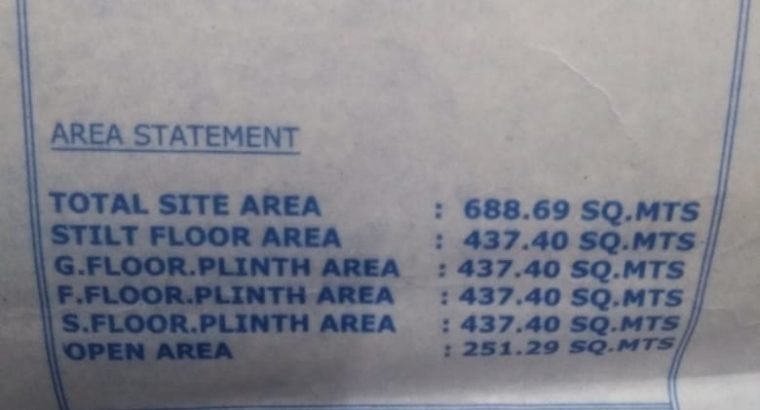 AREA STATEMENT
TOTAL SITE AREA : 688.69 SQ.MTS
STILT FLOOR AREA : 437.40 SQ.MTS
G.FLOOR.PLINTH AREA : 437.40 SQ.MTS
F.FLOOR.PLINTH AREA : 437.40 SQ.MTS
S.FLOOR.PLINTH AREA : 437.40 SQ.MTS
OPEN AREA : 251.29 SQ.MTS